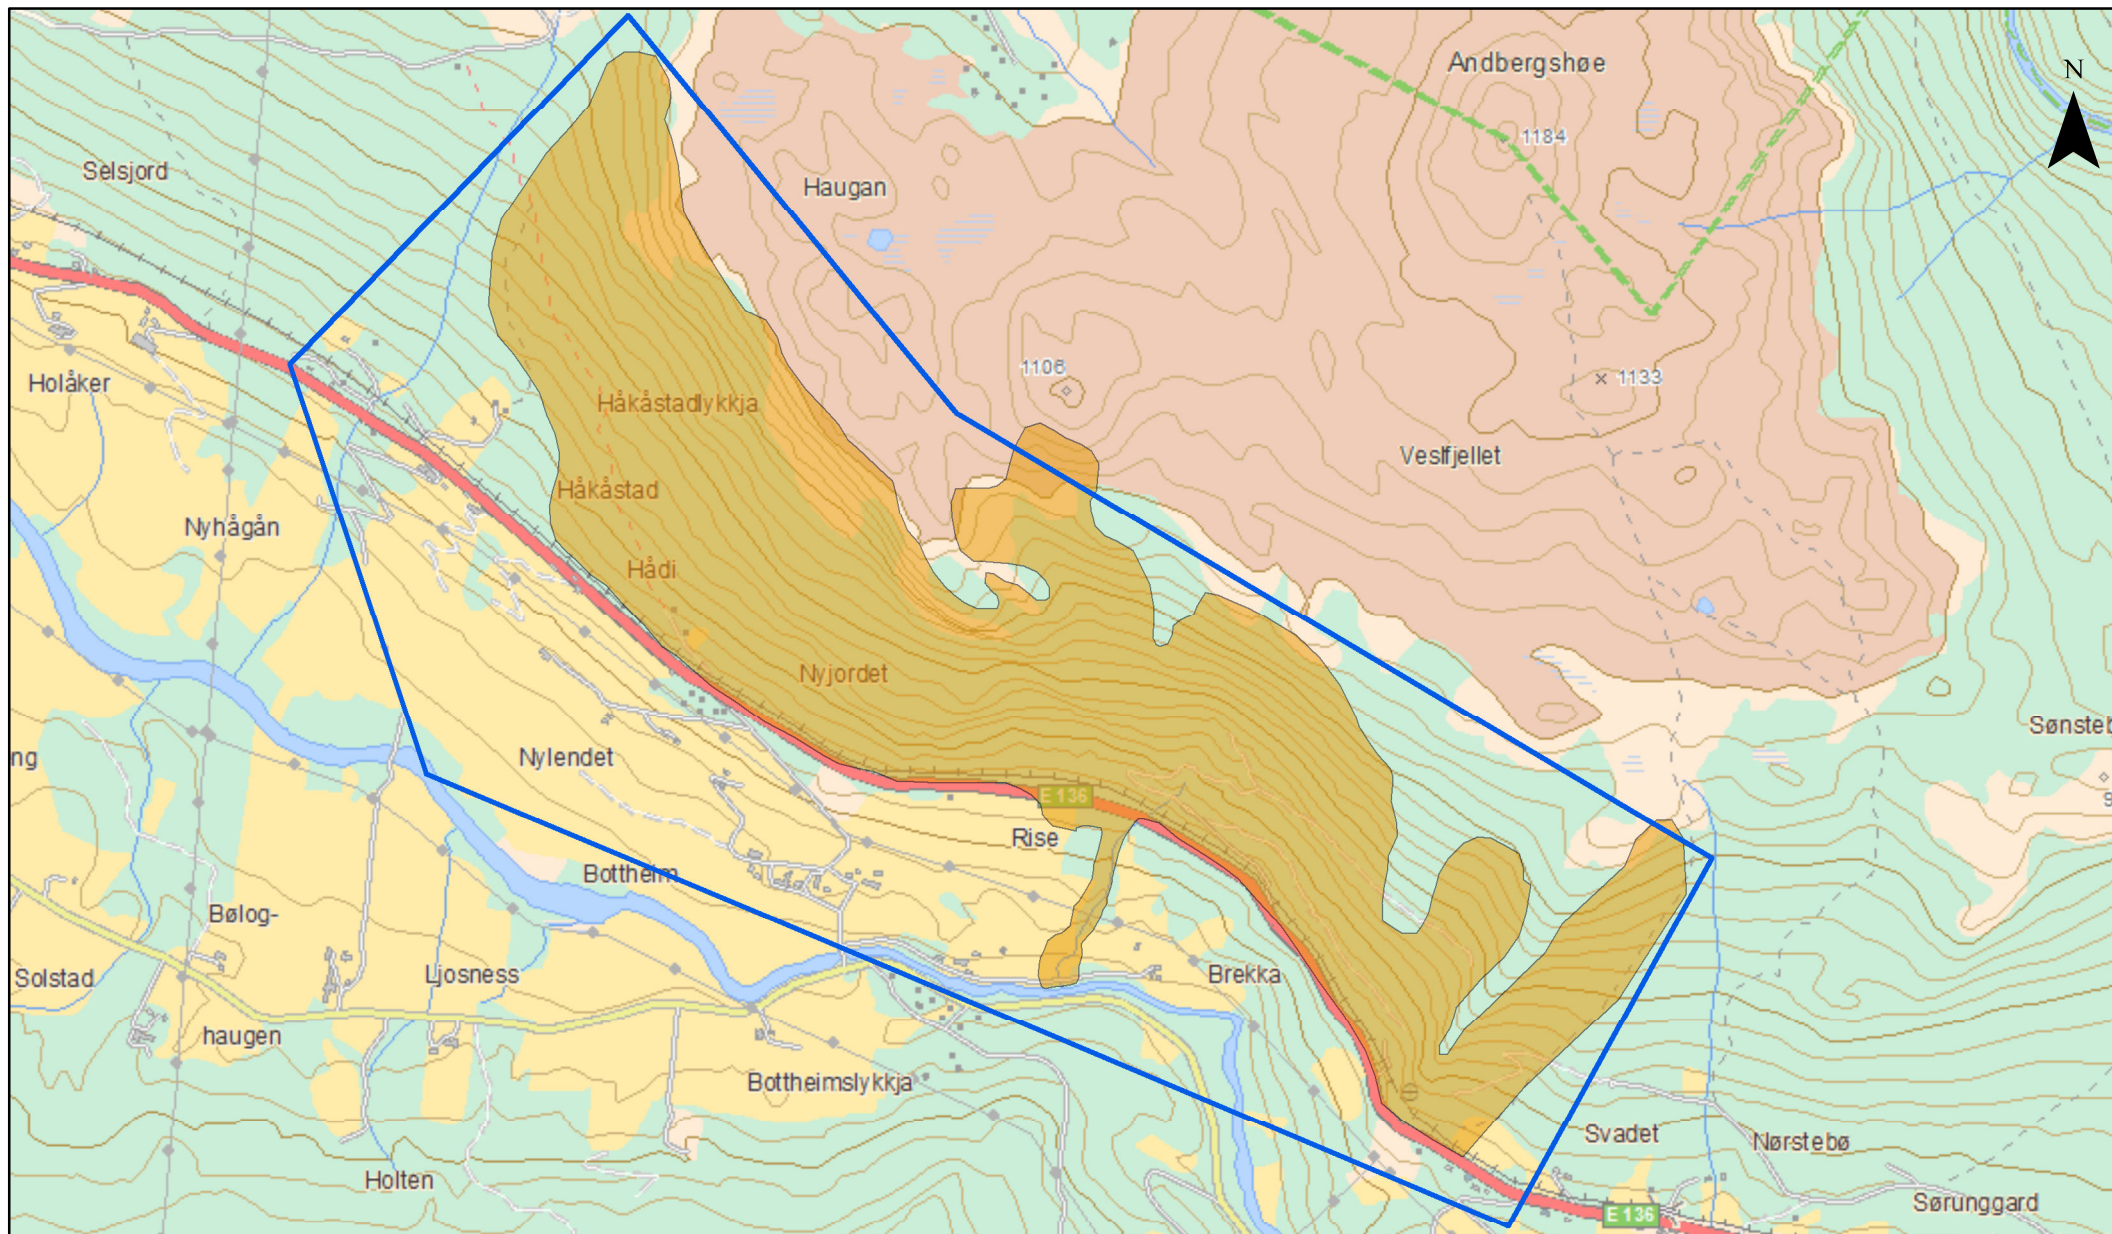 Andbergshøe
N
1184
Selsjord
Haugan
1106
1133
Holåker
Håkåstadlykkja
Veslfjellet
Håkåstad
Nyhågån
Hådi
Nyjordet
Sønsteb
ng
Nylendet
E 136
9
Rise
Bottheim
Bølog-
haugen
Solstad
Ljosness
Brekka
Bottheimslykkja
Svadet
Nørstebø
Holten
Sørunggard
E 136